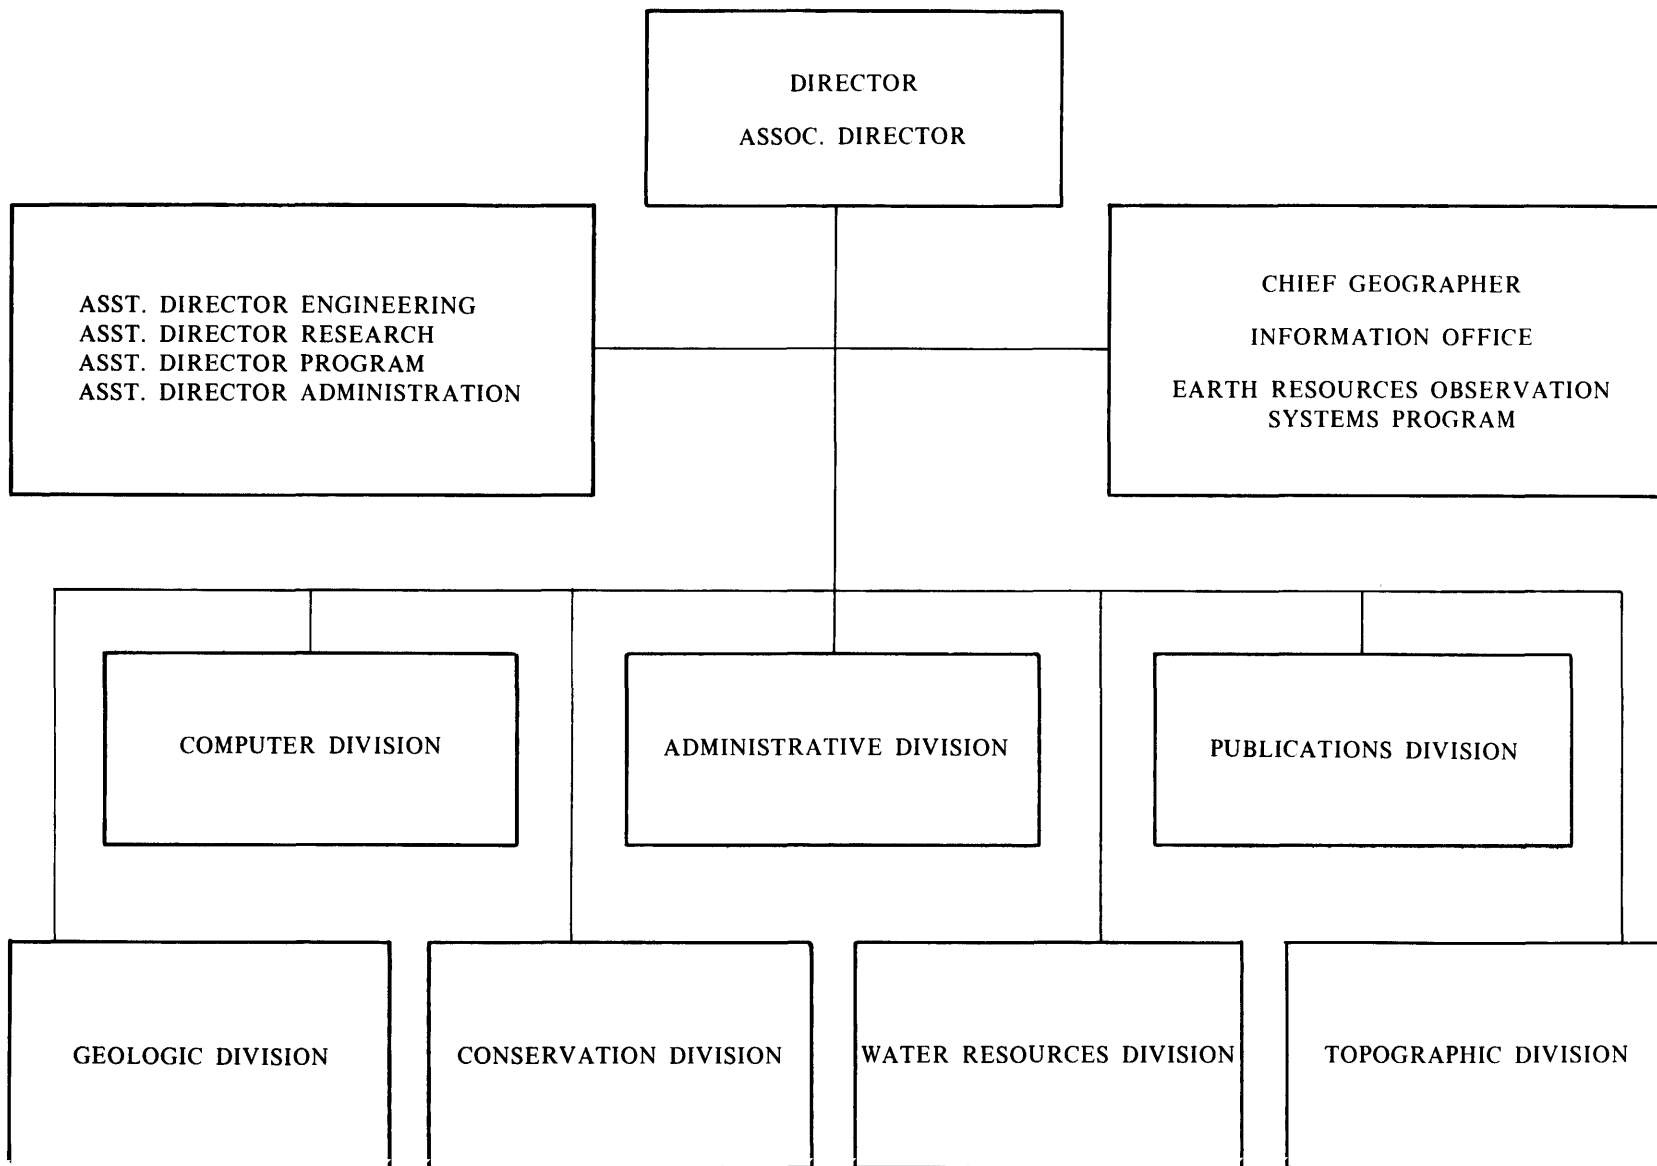 DIRECTOR
ASSOC. DIRECTOR
ASST. DIRECTOR ENGINEERING
ASST. DIRECTOR RESEARCH
ASST. DIRECTOR PROGRAM
ASST. DIRECTOR ADMINISTRATION
CHIEF GEOGRAPHER
INFORMATION OFFICE
EARTH RESOURCES OBSERVATION
SYSTEMS PROGRAM
COMPUTER DIVISION
ADMINISTRATIVE DIVISION
PUBLICATIONS DIVISION
GEOLOGIC DIVISION
CONSERVATION DIVISION
WATER RESOURCES DIVISION
TOPOGRAPHIC DIVISION